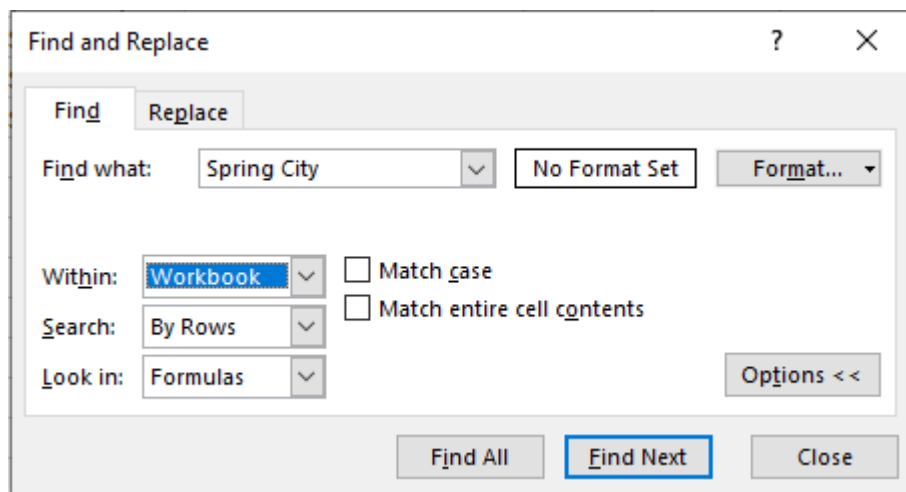 Find and Replace ?
Find Replace
Find what: Spring City No Format Set Format...
Within: Workbook Match case
Match entire cell contents
Search: By Rows
Look in: Formulas
Options <<
Find All Find Next Close